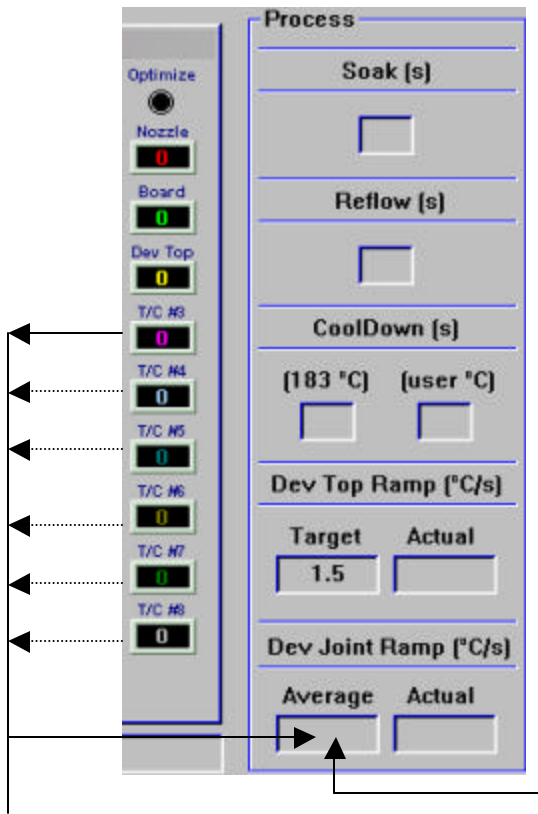 Optimize
Nozzle
0
Board
0
Dev Top
0
T/C #3
0
T/C #4
0
T/C #5
0
T/C #6
0
T/C #7
0
T/C #8
0
Process
Soak (s)
Reflow (s)
CoolDown (s)
(183 °C) (user °C)
Dev Top Ramp (°C/s)
Target Actual
1.5
Dev Joint Ramp (°C/s)
Average Actual